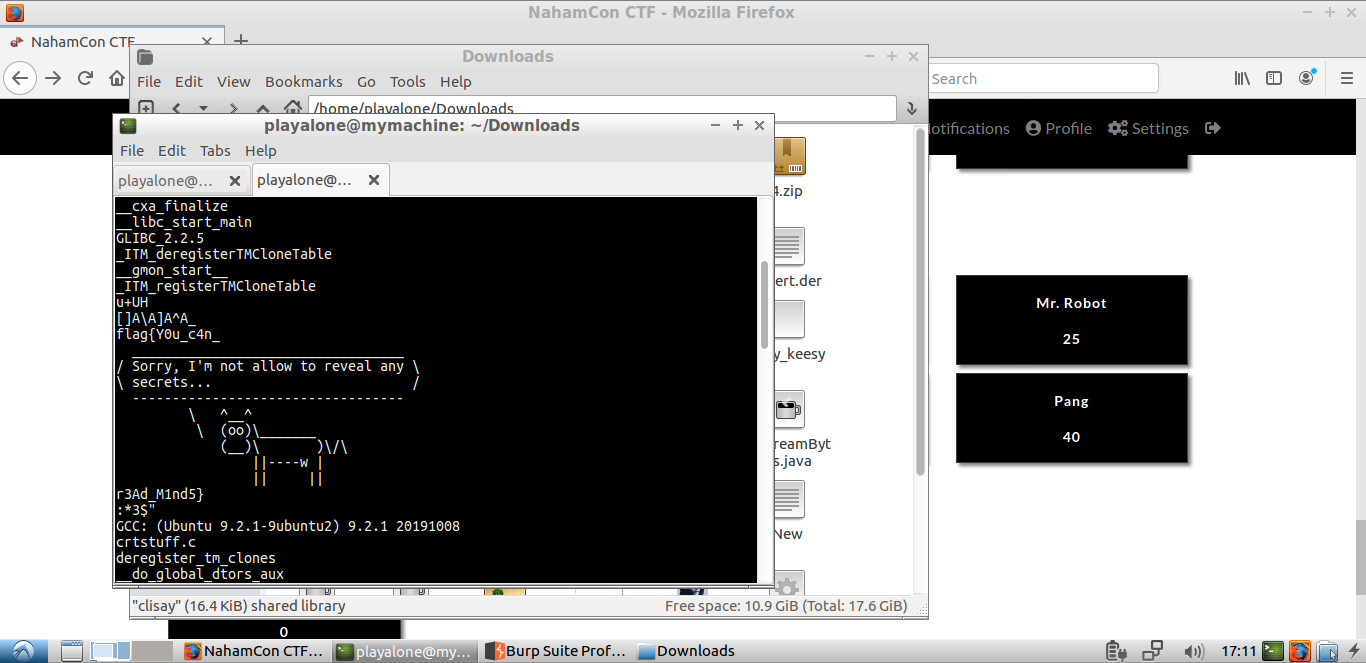 NahamCon CTF - Mozilla Firefox
NahamCon CTF
Downloads
File Edit View Bookmarks Go Tools Help
Search
/home/playalone/Downloads
playalone@mymachine: ~/Downloads
otifications Profile Settings
File Edit Tabs Help
playalone@... playalone@...
__cxa_finalize
__libc_start_main
GLIBC_2.2.5
_ITM_deregisterTMCloneTable
__gmon_start__
_ITM_registerTMCloneTable
u+UH
[]A\A]A^A_
flag{Y0u_c4n_
 __________________________________
/ Sorry, I'm not allow to reveal any \
\ secrets...                         /
  ----------------------------------
         \   ^__^
          \  (oo)\_______
             (__)\       )\/\
                 ||----w |
                 ||     ||
r3Ad_M1nd5}
:*3$"
GCC: (Ubuntu 9.2.1-9ubuntu2) 9.2.1 20191008
crtstuff.c
deregister_tm_clones
__do_global_dtors_aux
4.zip
ert.der
y_keesy
reamByt
s.java
New
Mr. Robot
25
Pang
40
"clisay" (16.4 KiB) shared library
Free space: 10.9 GiB (Total: 17.6 GiB)
0
NahamCon CTF... playalone@my... Burp Suite Prof... Downloads 17:11